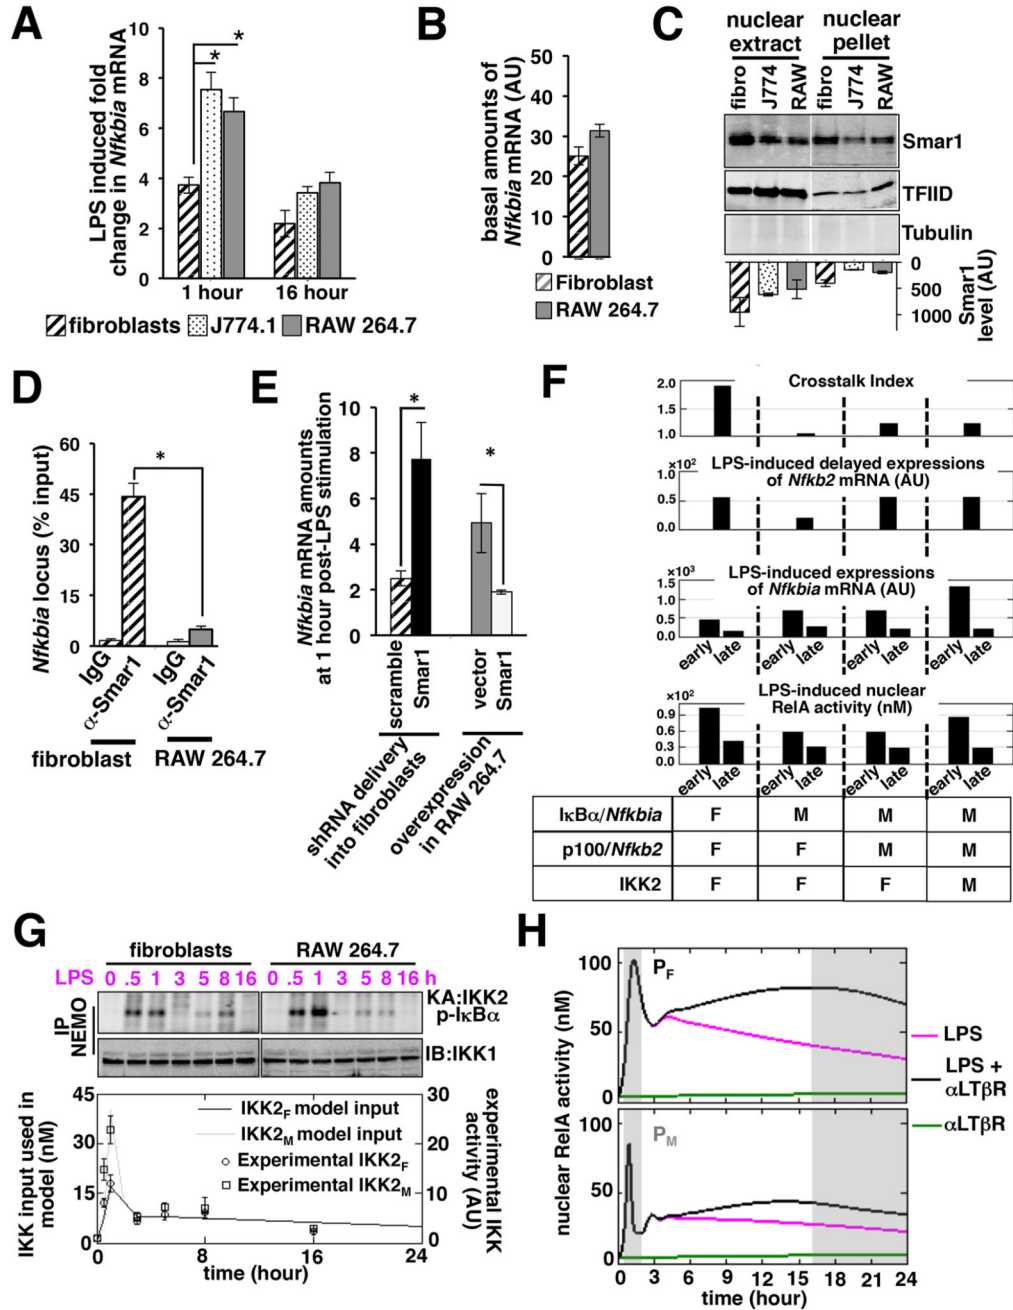 A
LPS induced fold
change in Nfkbia mRNA
10
8
6
4
2
0
*
*
1 hour
16 hour
fibroblasts
J774.1
RAW 264.7
B
basal amounts of
Nfkbia mRNA (AU)
50
40
30
20
10
0
Fibroblast
RAW 264.7
C
nuclear extract
nuclear pellet
fibro
J774
RAW
fibro
J774
RAW
Smar1
TFIID
Tubulin
0
500
1000
Smar1
level (AU)
D
Nfkbia locus (% input)
60
45
30
15
0
*
IgG
α-Smar1
IgG
α-Smar1
fibroblast
RAW 264.7
E
Nfkbia mRNA amounts
at 1 hour post-LPS stimulation
10
8
6
4
2
0
*
*
scramble
Smar1
vector
Smar1
shRNA delivery
into fibroblasts
overexpression
in RAW 264.7
F
Crosstalk Index
2.0
1.5
1.0
×10²
LPS-induced delayed expressions
of Nfkb2 mRNA (AU)
1.0
0.5
0.0
×10³
LPS-induced expressions
of Nfkbia mRNA (AU)
1.5
1.0
0.5
0.0
early late
early late
early late
early late
×10²
LPS-induced nuclear
RelA activity (nM)
0.9
0.6
0.3
0.0
early late
early late
early late
early late
IκBα/Nfkbia F M M M
p100/Nfkb2 F F M M
IKK2 F F F M
G
fibroblasts
RAW 264.7
LPS 0 .5 1 3 5 8 16 0 .5 1 3 5 8 16 h
IP
NEMO
KA:IKK2
p-IκBα
IB:IKK1
IKK input used in
model (nM)
45
30
15
0
IKK2F model input
IKK2M model input
Experimental IKK2F
Experimental IKK2M
30
20
10
0
experimental IKK
activity (AU)
0 8 16 24
time (hour)
H
nuclear RelA activity (nM)
100
50
0
PF
LPS
LPS +
αLTβR
αLTβR
100
50
0
PM
0 3 6 9 12 15 18 21 24
time (hour)